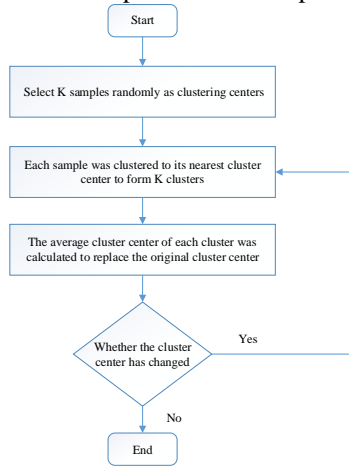 Start
Select K samples randomly as clustering centers
Each sample was clustered to its nearest cluster
center to form K clusters
The average cluster center of each cluster was
calculated to replace the original cluster center
Whether the cluster
center has changed
Yes
No
End